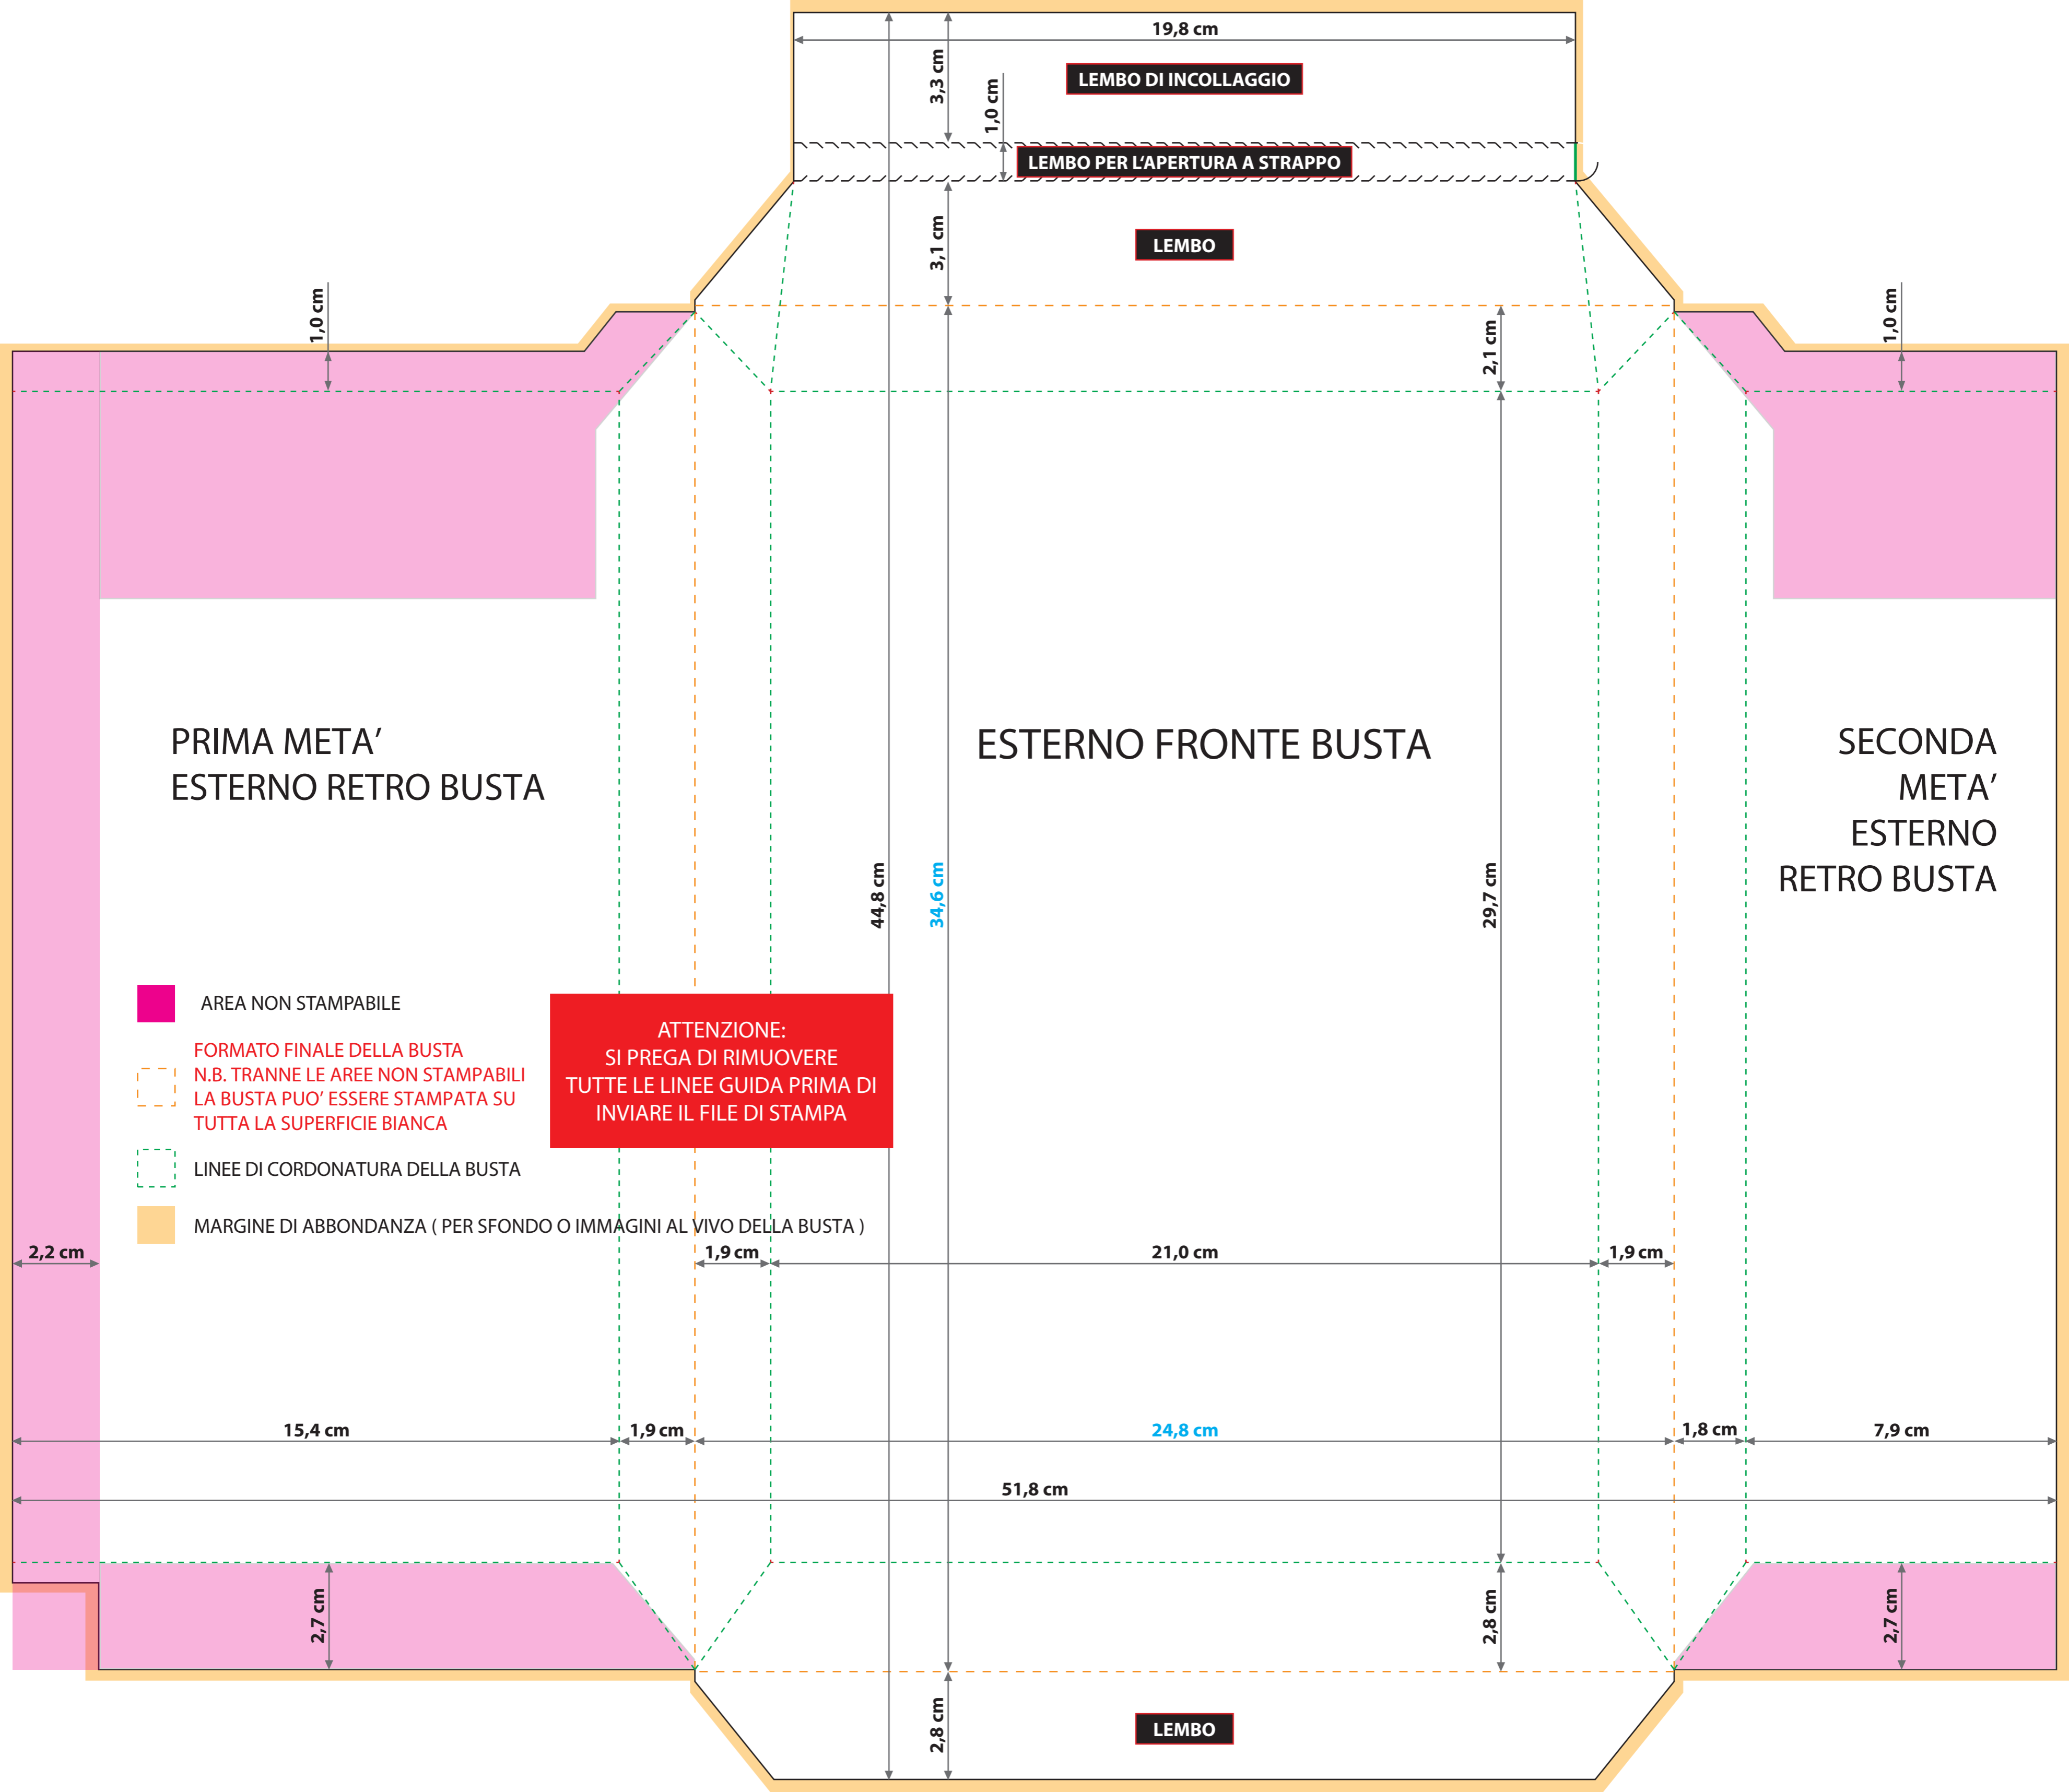 19,8 cm
3,3 cm
LEMBO DI INCOLLAGGIO
1,0 cm
LEMBO PER L'APERTURA A STRAPPO
3,1 cm
LEMBO
1,0 cm
1,0 cm
2,1 cm
PRIMA META'
ESTERNO RETRO BUSTA
ESTERNO FRONTE BUSTA
SECONDA
META'
ESTERNO
RETRO BUSTA
44,8 cm
34,6 cm
29,7 cm
AREA NON STAMPABILE
FORMATO FINALE DELLA BUSTA
N.B. TRANNE LE AREE NON STAMPABILI
LA BUSTA PUO' ESSERE STAMPATA SU
TUTTA LA SUPERFICIE BIANCA
LINEE DI CORDONATURA DELLA BUSTA
MARGINE DI ABBONDANZA ( PER SFONDO O IMMAGINI AL VIVO DELLA BUSTA )
ATTENZIONE:
SI PREGA DI RIMUOVERE
TUTTE LE LINEE GUIDA PRIMA DI
INVIARE IL FILE DI STAMPA
2,2 cm
1,9 cm
21,0 cm
1,9 cm
15,4 cm
1,9 cm
24,8 cm
1,8 cm
7,9 cm
51,8 cm
2,7 cm
2,8 cm
2,7 cm
2,8 cm
LEMBO